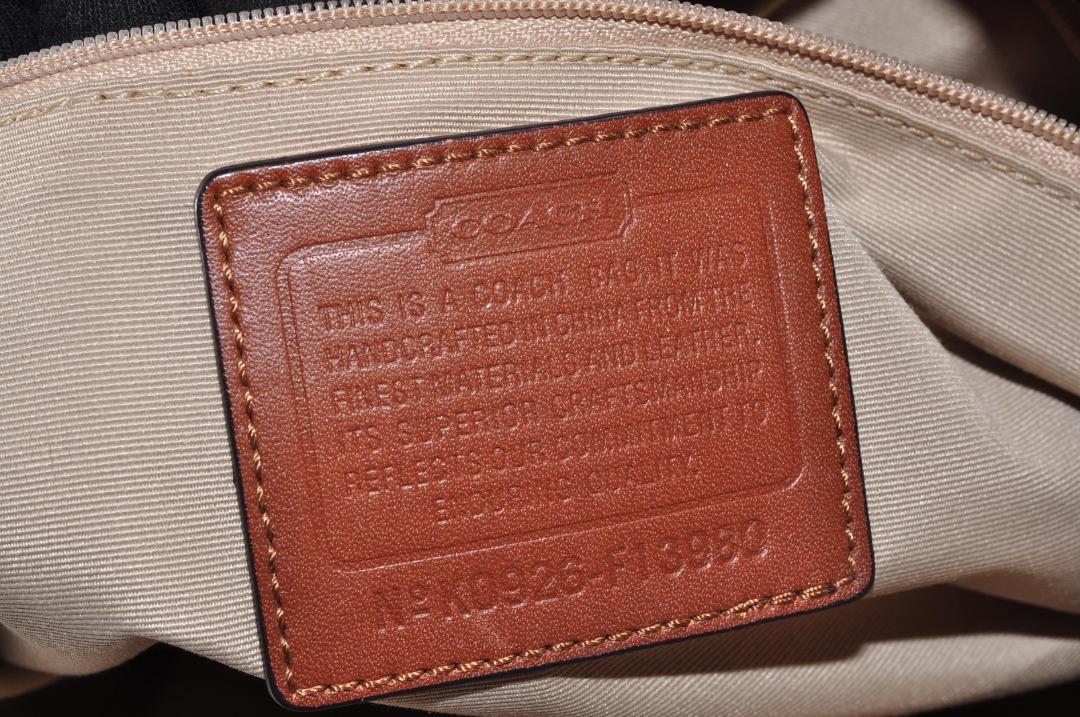 COACH
THIS IS A COACH BAG. IT WAS
HANDCRAFTED IN CHINA FROM THE
FINEST MATERIALS AND LEATHER.
ITS SUPERIOR CRAFTSMANSHIP
REFLECTS OUR COMMITMENT TO
ENDURING QUALITY.
Nº K0926-F13980